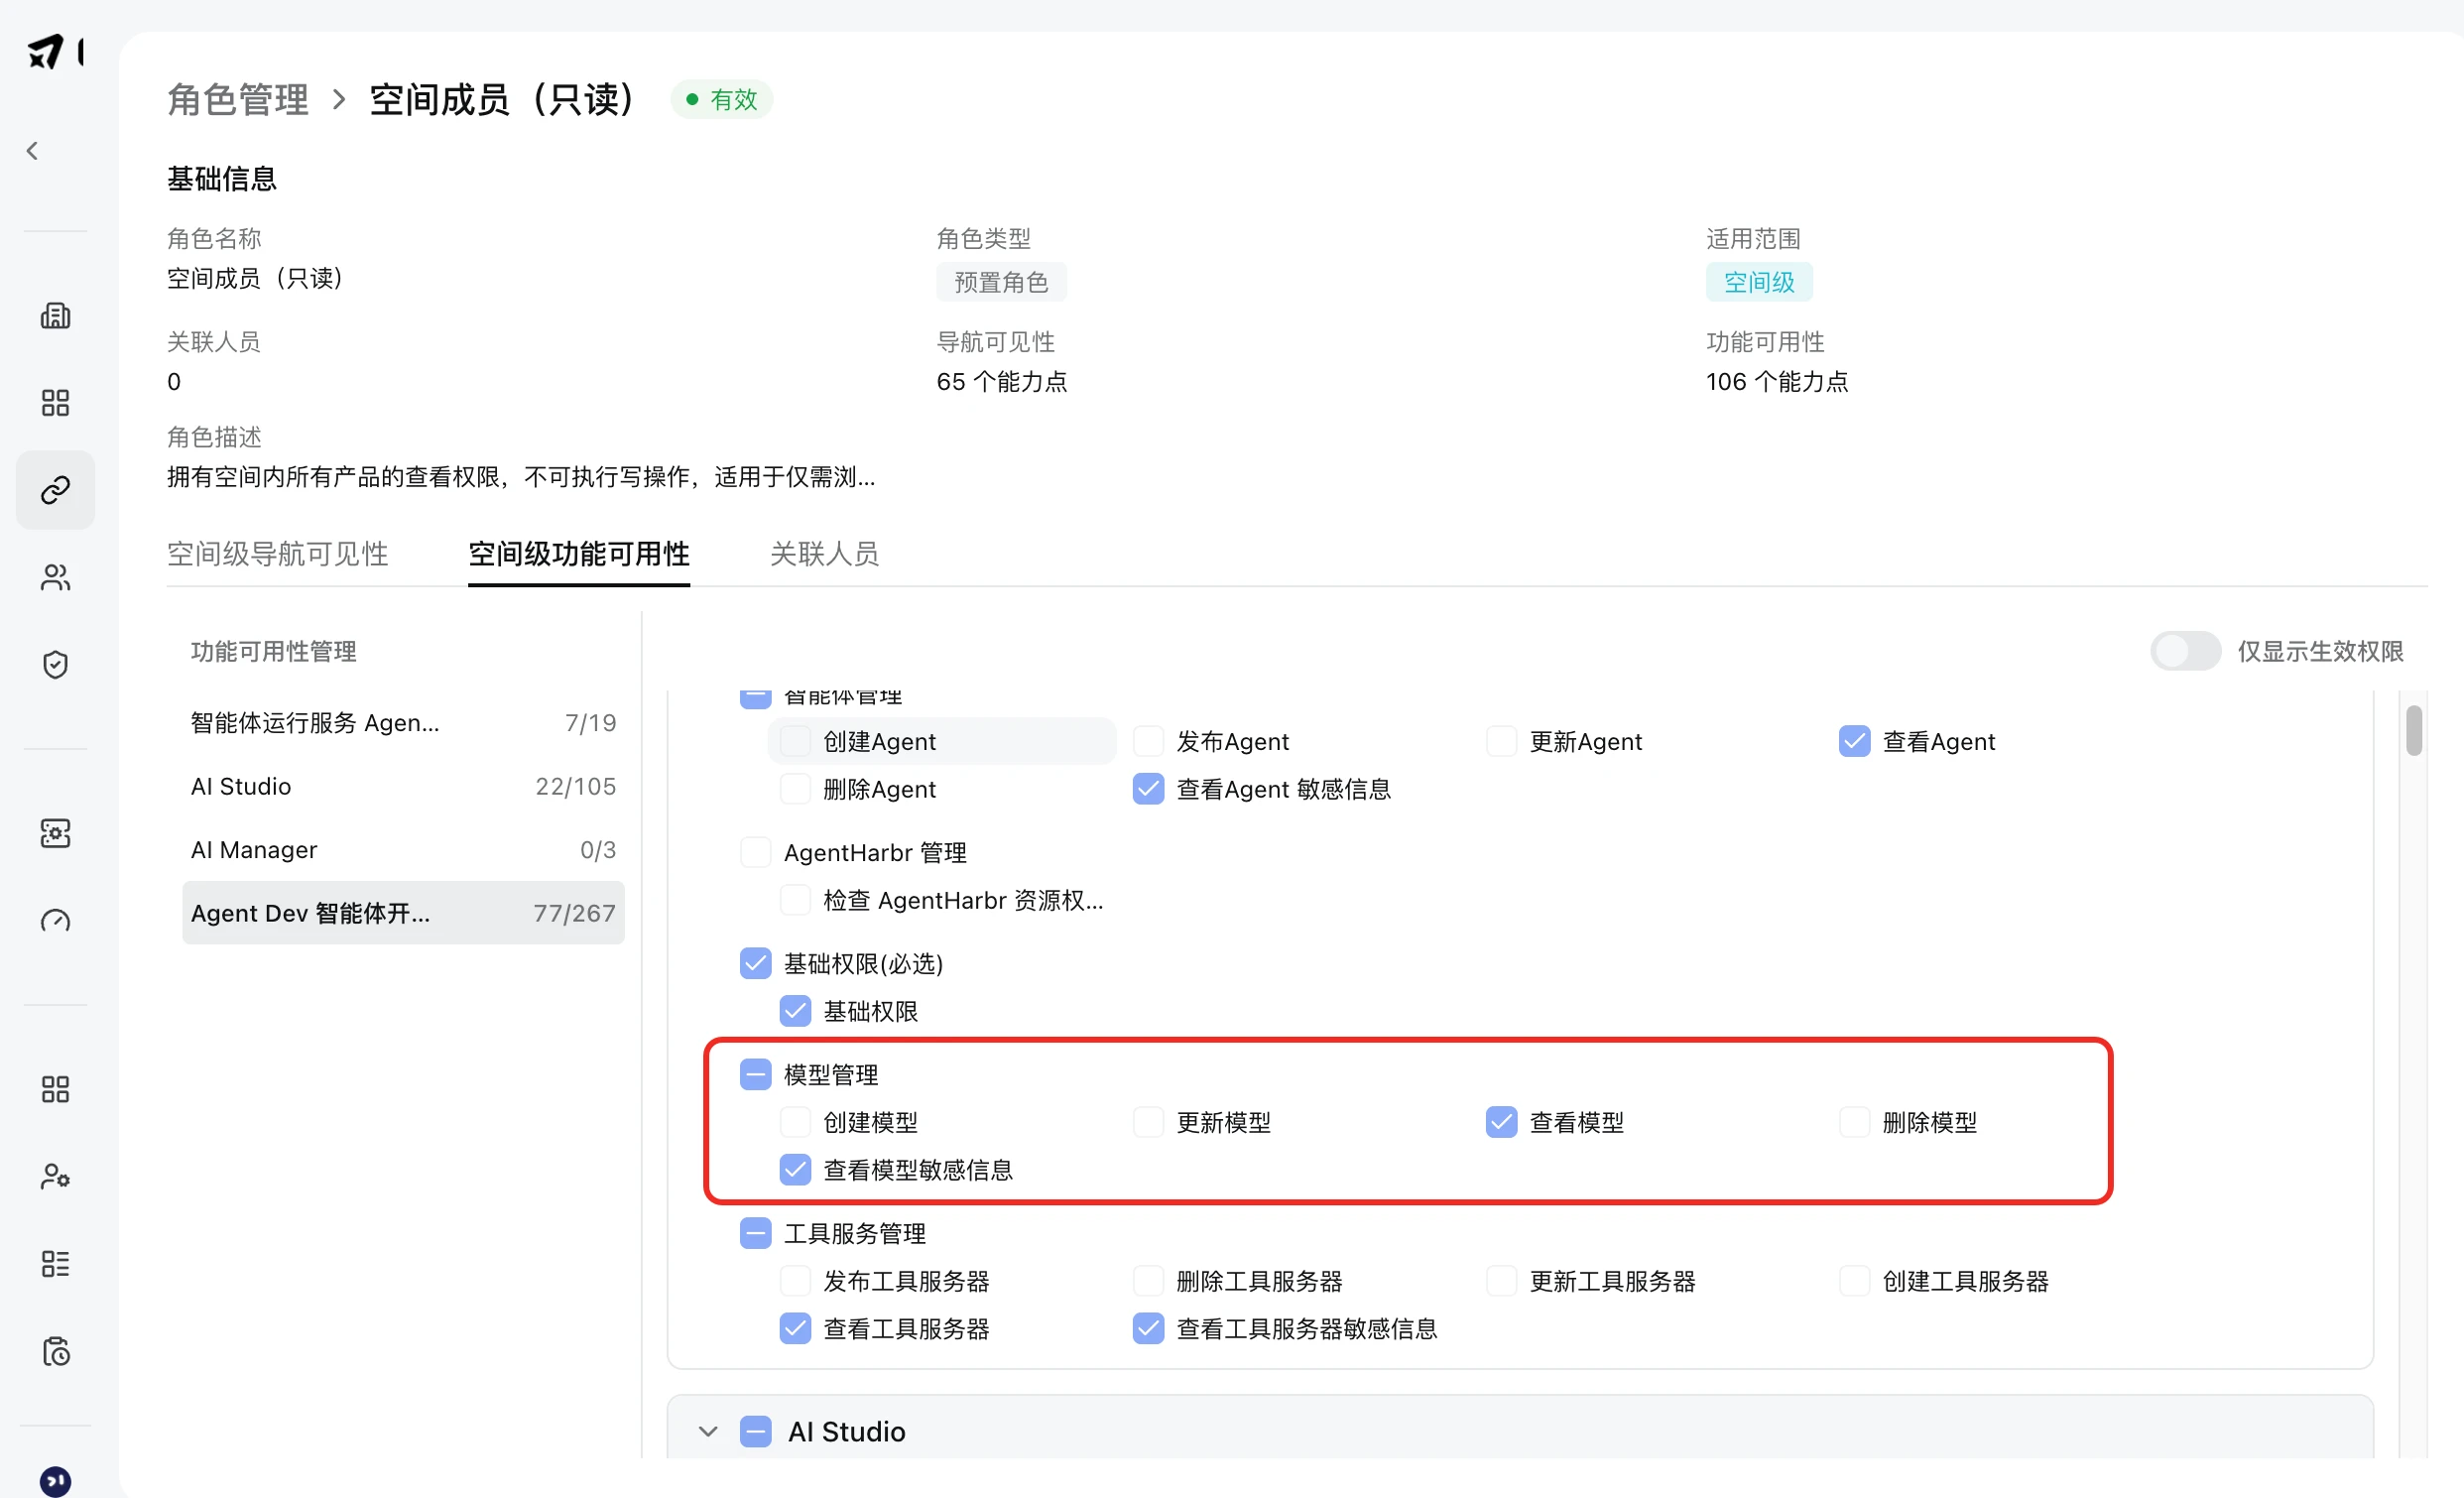 角色管理 > 空间成员（只读） 有效
基础信息
角色名称 角色类型 适用范围
空间成员（只读） 预置角色 空间级
关联人员 导航可见性 功能可用性
0 65 个能力点 106 个能力点
角色描述
拥有空间内所有产品的查看权限，不可执行写操作，适用于仅需浏...
空间级导航可见性 空间级功能可用性 关联人员
功能可用性管理
智能体运行服务 Agen... 7/19
AI Studio 22/105
AI Manager 0/3
Agent Dev 智能体开... 77/267
仅显示生效权限
智能体管理
创建Agent 发布Agent 更新Agent 查看Agent
删除Agent 查看Agent 敏感信息
AgentHarbr 管理
检查 AgentHarbr 资源权...
基础权限(必选)
基础权限
模型管理
创建模型 更新模型 查看模型 删除模型
查看模型敏感信息
工具服务管理
发布工具服务器 删除工具服务器 更新工具服务器 创建工具服务器
查看工具服务器 查看工具服务器敏感信息
AI Studio